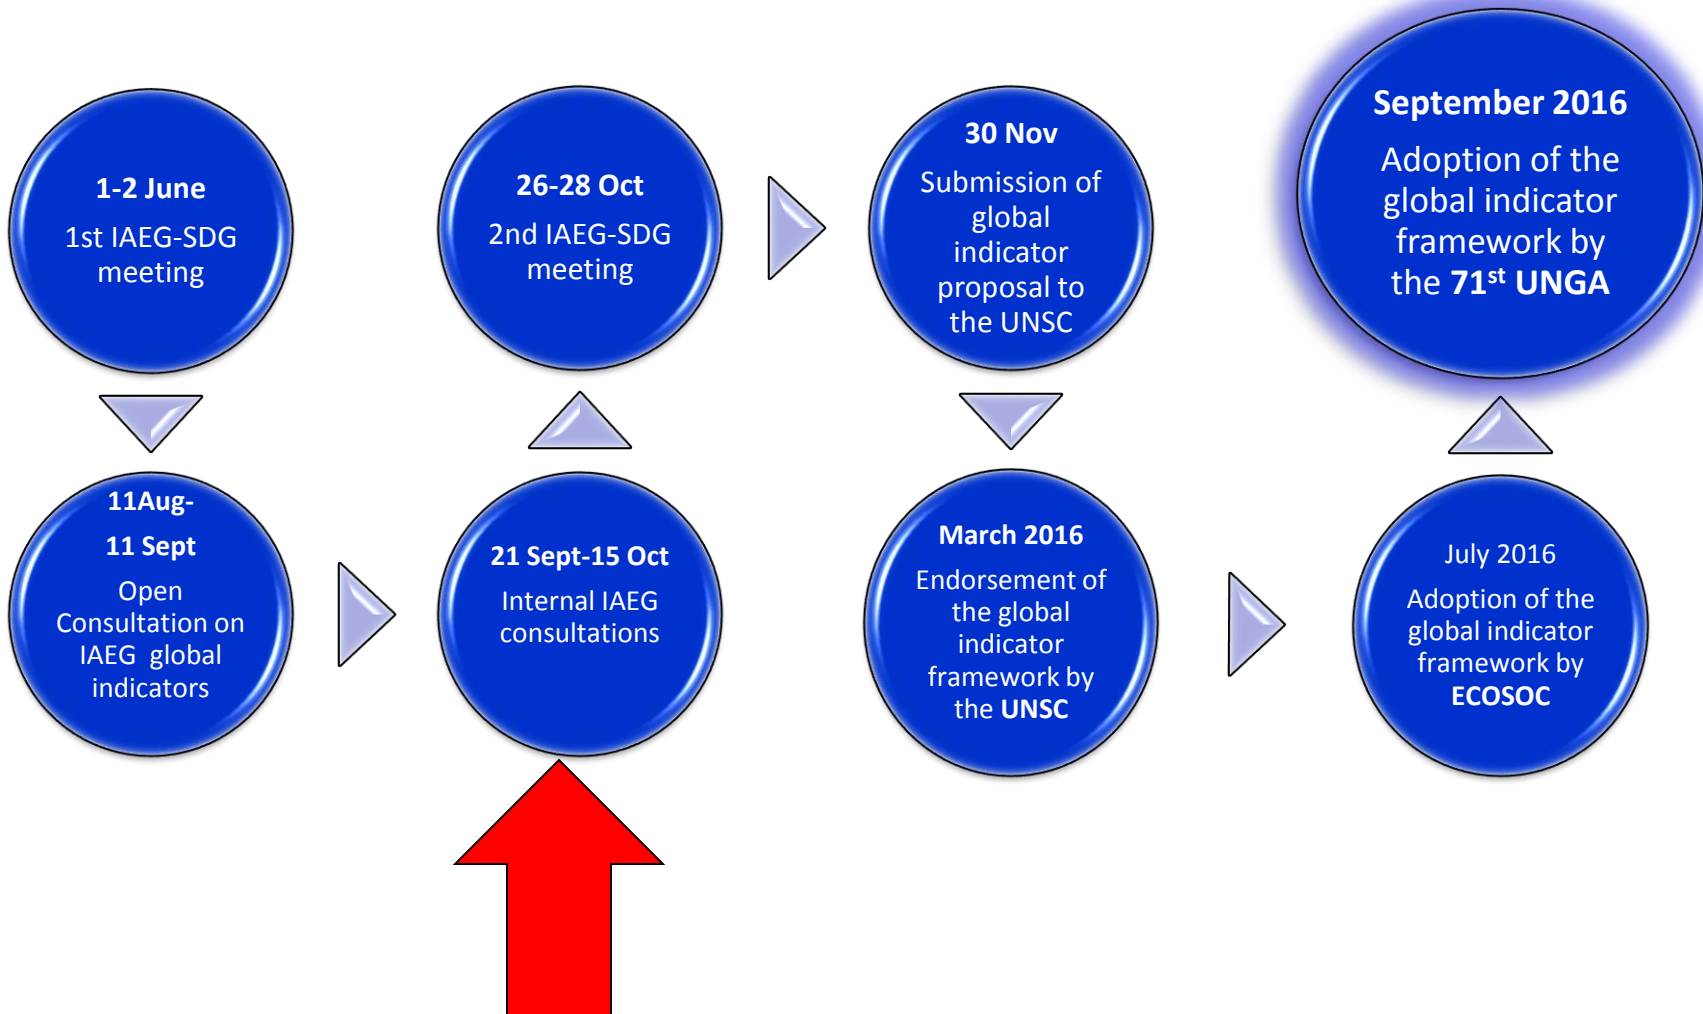 1-2 June
1st IAEG-SDG
meeting
11Aug-
11 Sept
Open
Consultation on
IAEG  global
indicators
21 Sept-15 Oct
Internal IAEG
consultations
26-28 Oct
2nd IAEG-SDG
meeting
30 Nov
Submission of
global
indicator
proposal to
the UNSC
March 2016
Endorsement of
the global
indicator
framework by
the UNSC
July 2016
Adoption of the
global indicator
framework by
ECOSOC
September 2016
Adoption of the
global indicator
framework by
the 71st UNGA